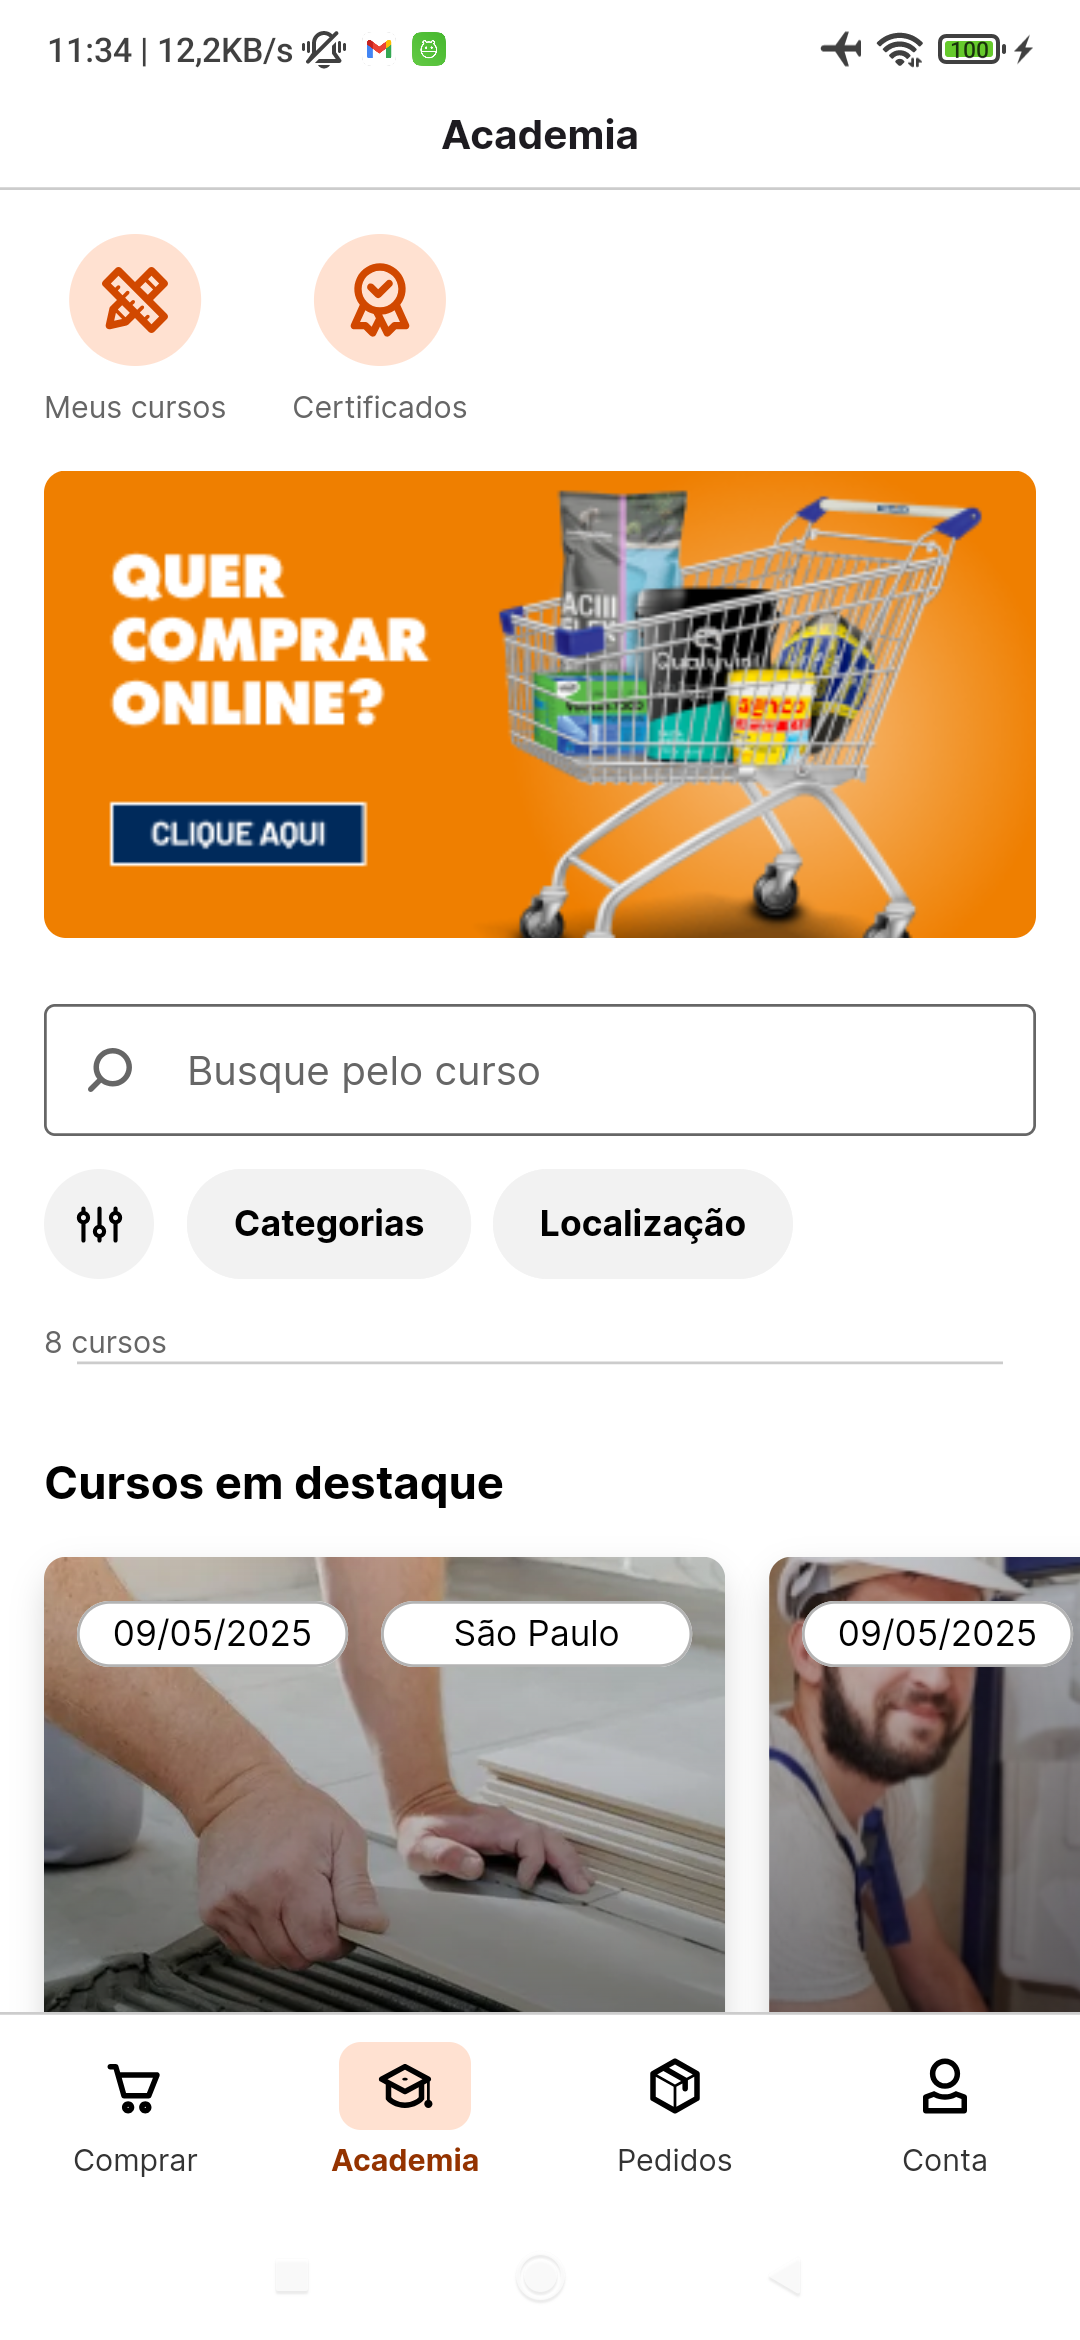 11:34 | 12,2KB/s
100
Academia
Meus cursos
Certificados
QUER
COMPRAR
ONLINE?
CLIQUE AQUI
ACIII
Busque pelo curso
Categorias
Localização
8 cursos
Cursos em destaque
09/05/2025
São Paulo
09/05/2025
Comprar
Academia
Pedidos
Conta